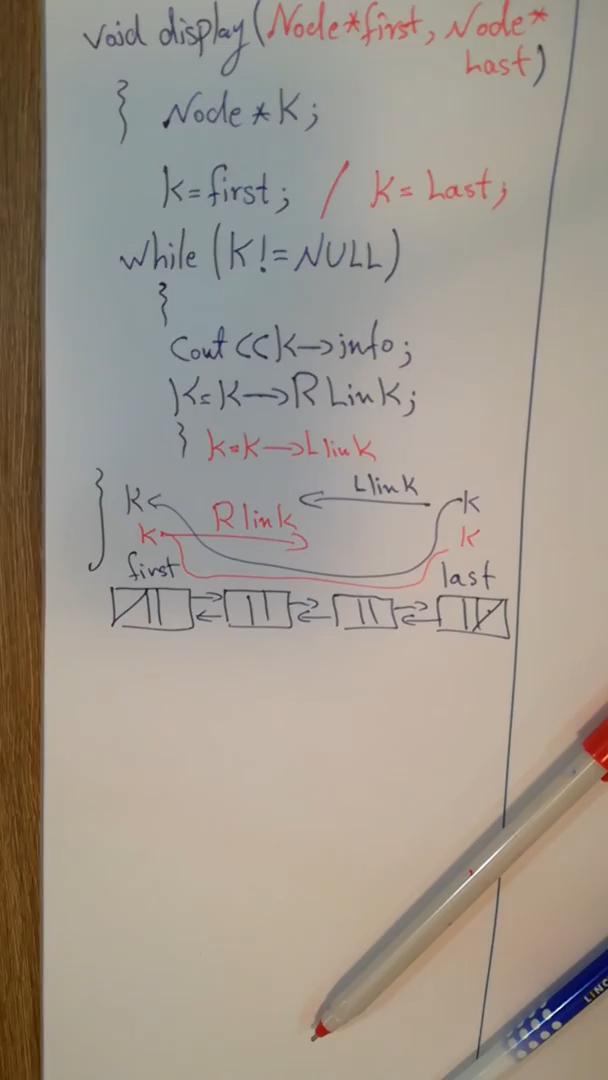 void display(Node*first, Node*
Last)
} Node*K;
K=first; / K=Last;
while (K!=NULL)
}
Cout<<K->info;
K=K->RLink;
} K=K->Llink
} K Llink K
K Rlink K
first last
LINC